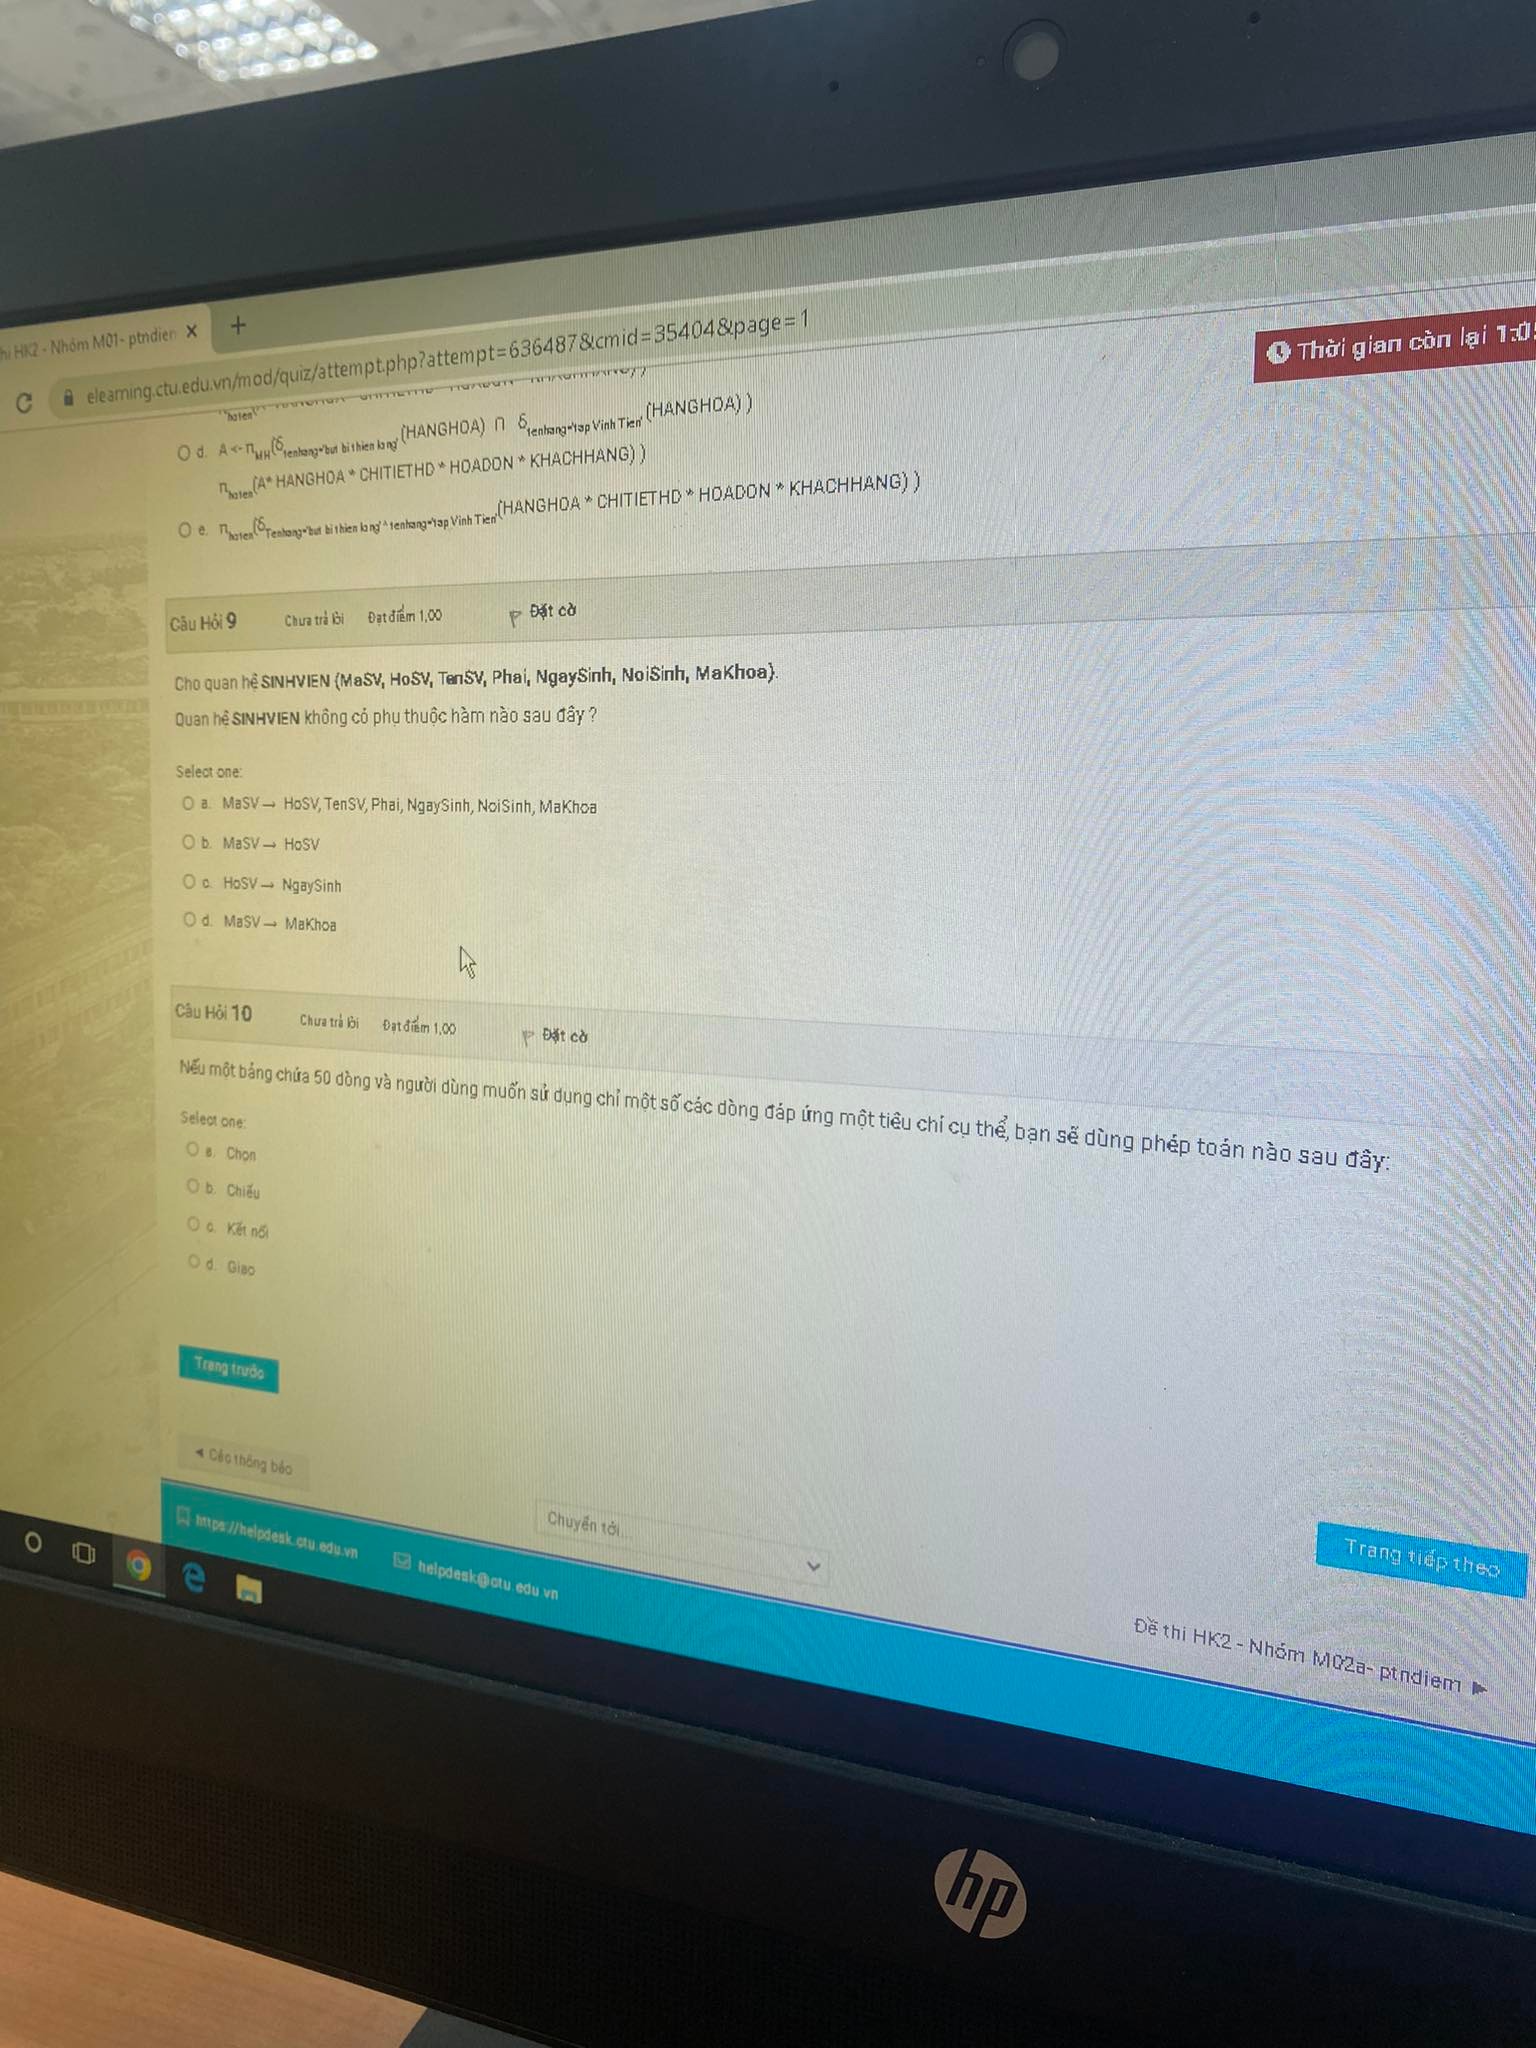 hi HK2 - Nhóm M01- ptndien × +
elearning.ctu.edu.vn/mod/quiz/attempt.php?attempt=636487&cmid=35404&page=1
Thời gian còn lại 1:0
hoten
d. A <- Π MH (δ tenhang='but bi thien long' (HANGHOA) ∩ δ tenhang='tap Vinh Tien' (HANGHOA) )
Π hoten (A* HANGHOA * CHITIETHD * HOADON * KHACHHANG) )
e. Π hoten (δ Tenhang='but bi thien long' ^ tenhang='tap Vinh Tien' (HANGHOA * CHITIETHD * HOADON * KHACHHANG) )
Câu Hỏi 9 Chưa trả lời Đạt điểm 1,00 Đặt cờ
Cho quan hệ SINHVIEN {MaSV, HoSV, TenSV, Phai, NgaySinh, NoiSinh, MaKhoa}.
Quan hệ SINHVIEN không có phụ thuộc hàm nào sau đây ?
Select one:
a. MaSV → HoSV, TenSV, Phai, NgaySinh, NoiSinh, MaKhoa
b. MaSV → HoSV
c. HoSV → NgaySinh
d. MaSV → MaKhoa
Câu Hỏi 10 Chưa trả lời Đạt điểm 1,00 Đặt cờ
Nếu một bảng chứa 50 dòng và người dùng muốn sử dụng chỉ một số các dòng đáp ứng một tiêu chí cụ thể, bạn sẽ dùng phép toán nào sau đây:
Select one:
a. Chọn
b. Chiếu
c. Kết nối
d. Giao
Trang trước
Trang tiếp theo
◄ Các thông báo
Chuyển tới...
Đề thi HK2 - Nhóm M02a- ptndiem ►
https://helpdesk.ctu.edu.vn helpdesk@ctu.edu.vn
hp